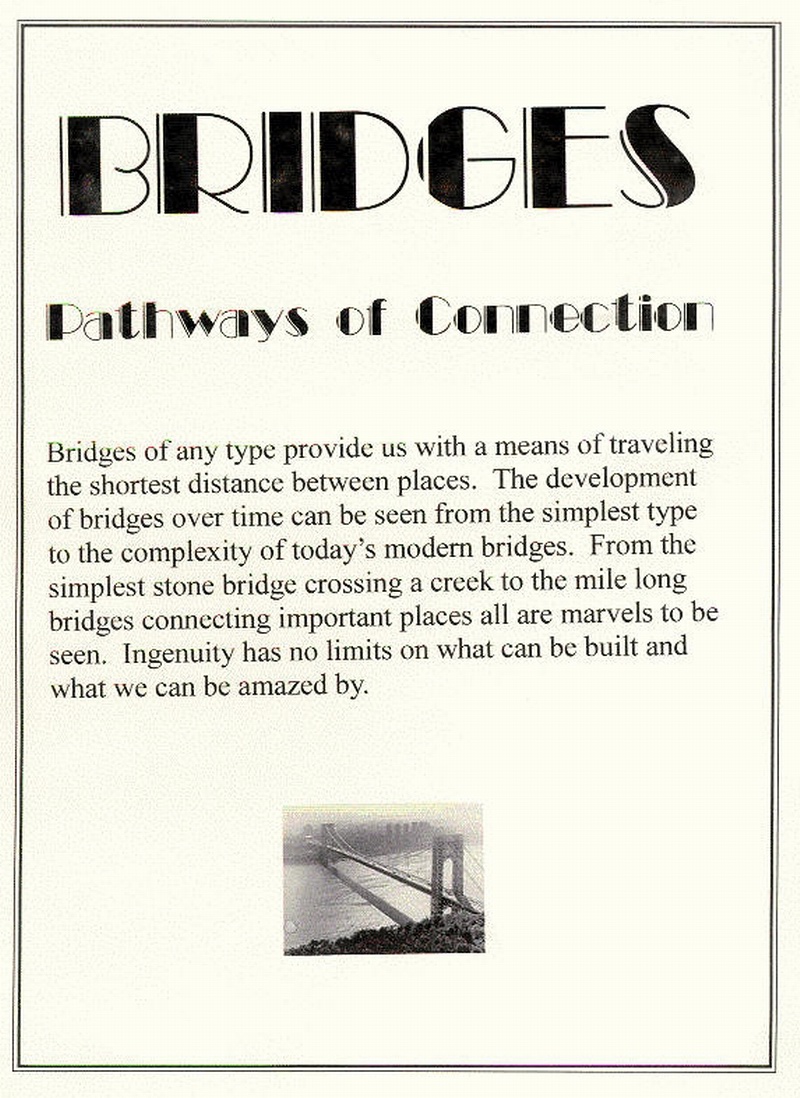 BRIDGES
Pathways of Connection
Bridges of any type provide us with a means of traveling
the shortest distance between places.  The development
of bridges over time can be seen from the simplest type
to the complexity of today's modern bridges.  From the
simplest stone bridge crossing a creek to the mile long
bridges connecting important places all are marvels to be
seen.  Ingenuity has no limits on what can be built and
what we can be amazed by.